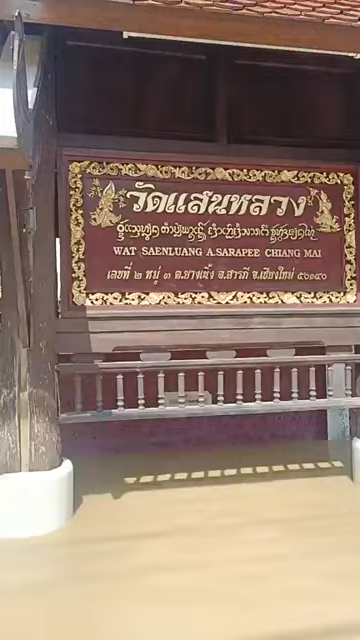 วัดแสนหลวง
WAT SAENLUANG A.SARAPEE CHIANG MAI
เลขที่ ๒ หมู่ ๓ ต.ยางเนิ้ง อ.สารภี จ.เชียงใหม่ ๕๐๑๔๐